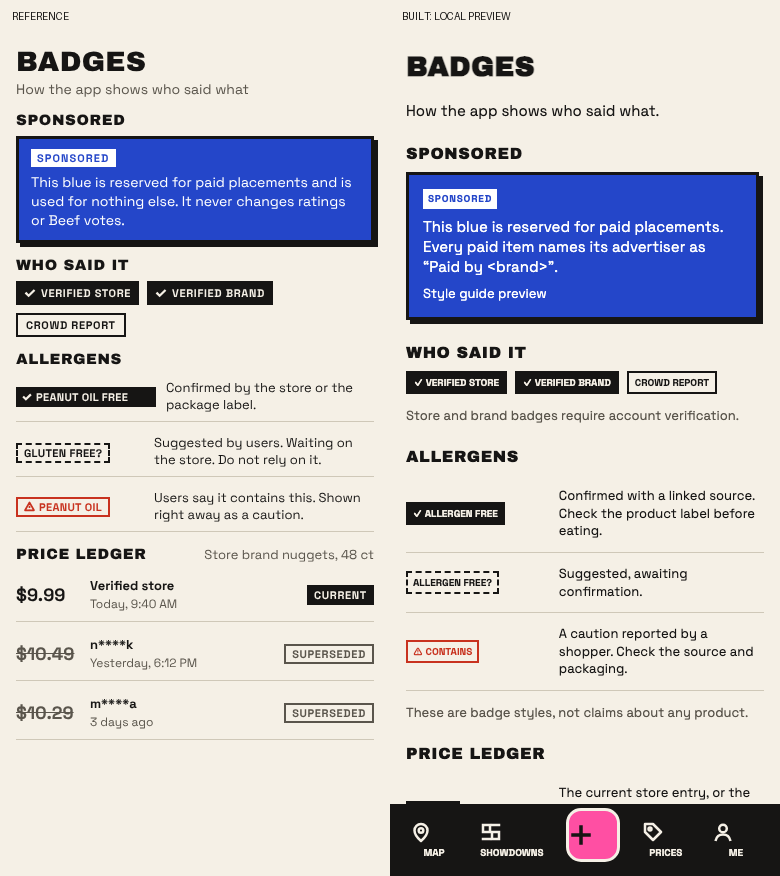 REFERENCE
BADGES
How the app shows who said what
SPONSORED
SPONSORED
This blue is reserved for paid placements and is
used for nothing else. It never changes ratings
or Beef votes.
WHO SAID IT
VERIFIED STORE
VERIFIED BRAND
CROWD REPORT
ALLERGENS
PEANUT OIL FREE
Confirmed by the store or the
package label.
GLUTEN FREE?
Suggested by users. Waiting on
the store. Do not rely on it.
PEANUT OIL
Users say it contains this. Shown
right away as a caution.
PRICE LEDGER
Store brand nuggets, 48 ct
$9.99
Verified store
Today, 9:40 AM
CURRENT
$10.49
n****k
Yesterday, 6:12 PM
SUPERSEDED
$10.29
m****a
3 days ago
SUPERSEDED
BUILT: LOCAL PREVIEW
BADGES
How the app shows who said what.
SPONSORED
SPONSORED
This blue is reserved for paid placements.
Every paid item names its advertiser as
“Paid by <brand>”.
Style guide preview
WHO SAID IT
VERIFIED STORE
VERIFIED BRAND
CROWD REPORT
Store and brand badges require account verification.
ALLERGENS
ALLERGEN FREE
Confirmed with a linked source.
Check the product label before
eating.
ALLERGEN FREE?
Suggested, awaiting
confirmation.
CONTAINS
A caution reported by a
shopper. Check the source and
packaging.
These are badge styles, not claims about any product.
PRICE LEDGER
The current store entry, or the
MAP
SHOWDOWNS
PRICES
ME